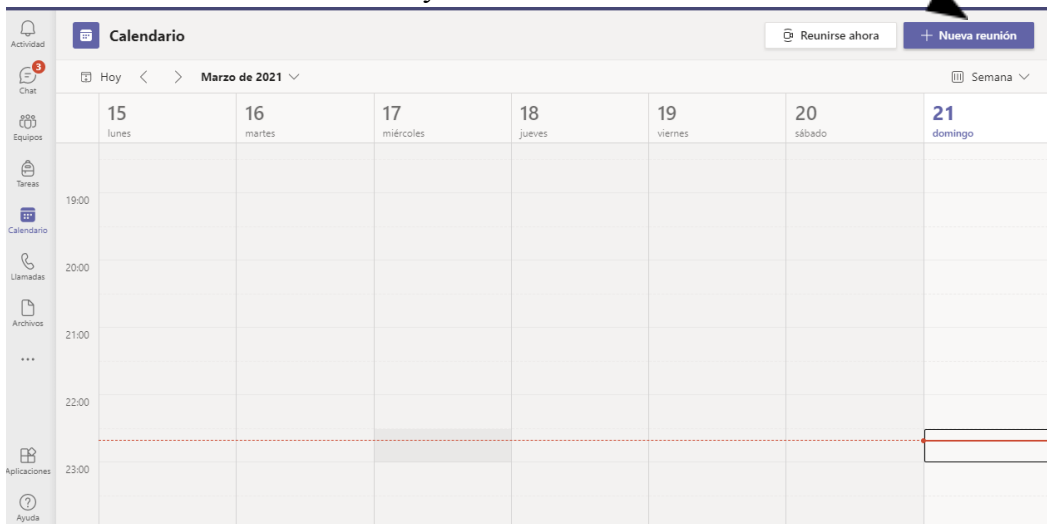 Actividad
Calendario
Reunirse ahora
+ Nueva reunión
3
Chat
Hoy
Marzo de 2021
Semana
Equipos
15
lunes
16
martes
17
miércoles
18
jueves
19
viernes
20
sábado
21
domingo
Tareas
19:00
Calendario
20:00
Llamadas
Archivos
21:00
...
22:00
Aplicaciones
23:00
Ayuda